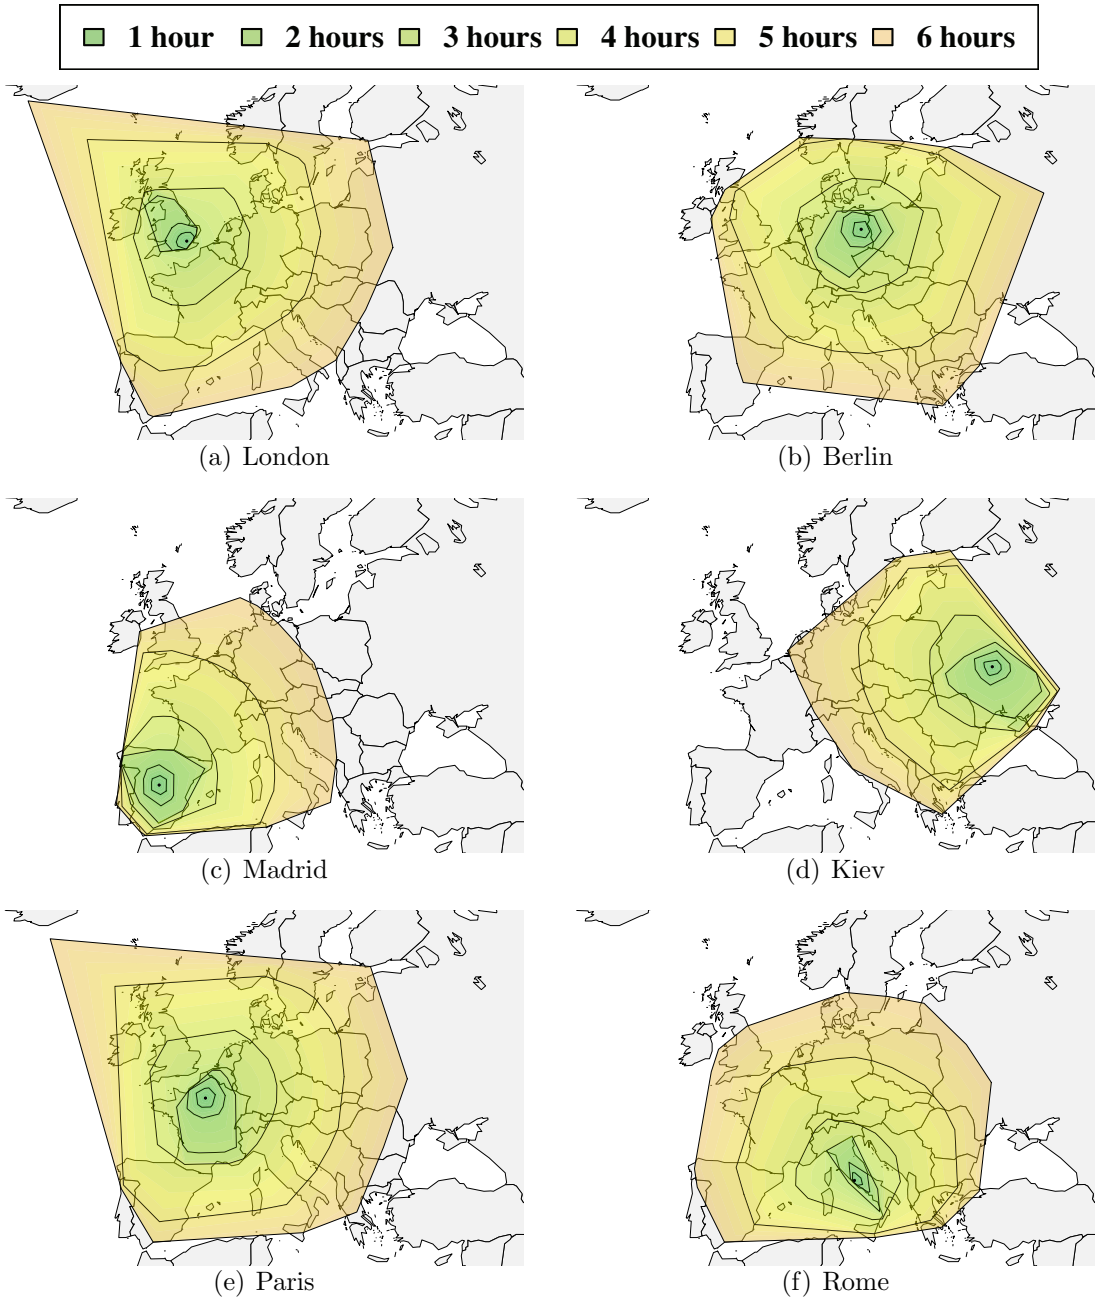 1 hour 2 hours 3 hours 4 hours 5 hours 6 hours
(a) London
(b) Berlin
(c) Madrid
(d) Kiev
(e) Paris
(f) Rome